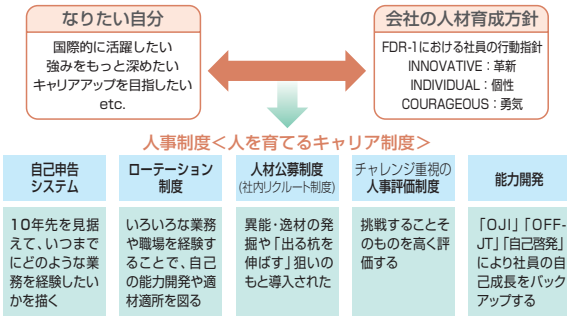 なりたい自分
国際的に活躍したい
強みをもっと深めたい
キャリアアップを目指したい
etc.
会社の人材育成方針
FDR-1における社員の行動指針
INNOVATIVE：革新
INDIVIDUAL：個性
COURAGEOUS：勇気
人事制度＜人を育てるキャリア制度＞
自己申告
システム
10年先を見据
えて、いつまで
にどのような業
務を経験したい
かを描く
ローテーション
制度
いろいろな業務
や職場を経験す
ることで、自己
の能力開発や適
材適所を図る
人材公募制度
(社内リクルート制度)
異能・逸材の発
掘や「出る杭を
伸ばす」狙いの
もと導入された
チャレンジ重視の
人事評価制度
挑戦することそ
のものを高く評
価する
能力開発
「OJI」「OFF-
JT」「自己啓発」
により社員の自
己成長をバック
アップする